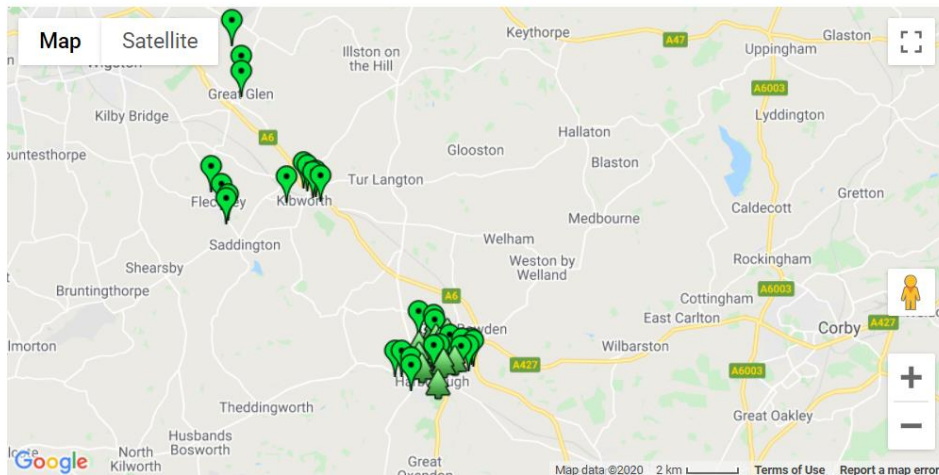 Map Satellite
Keythorpe
A47
Glaston
Uppingham
Wigston
Illston on
the Hill
Great Glen
A6003
Kilby Bridge
A6
Lyddington
Hallaton
Glooston
Blaston
Tur Langton
Gretton
Kibworth
Caldecott
Medbourne
Saddington
Welham
Weston by
Welland
Rockingham
Shearsby
Bruntingthorpe
A6
Cottingham
A6003
East Carlton
Corby
A427
Wilbarston
A427
A6003
Theddingworth
Great Oakley
Husbands
Bosworth
North
Kilworth
Great
Google
Map data ©2020 2 km Terms of Use Report a map error